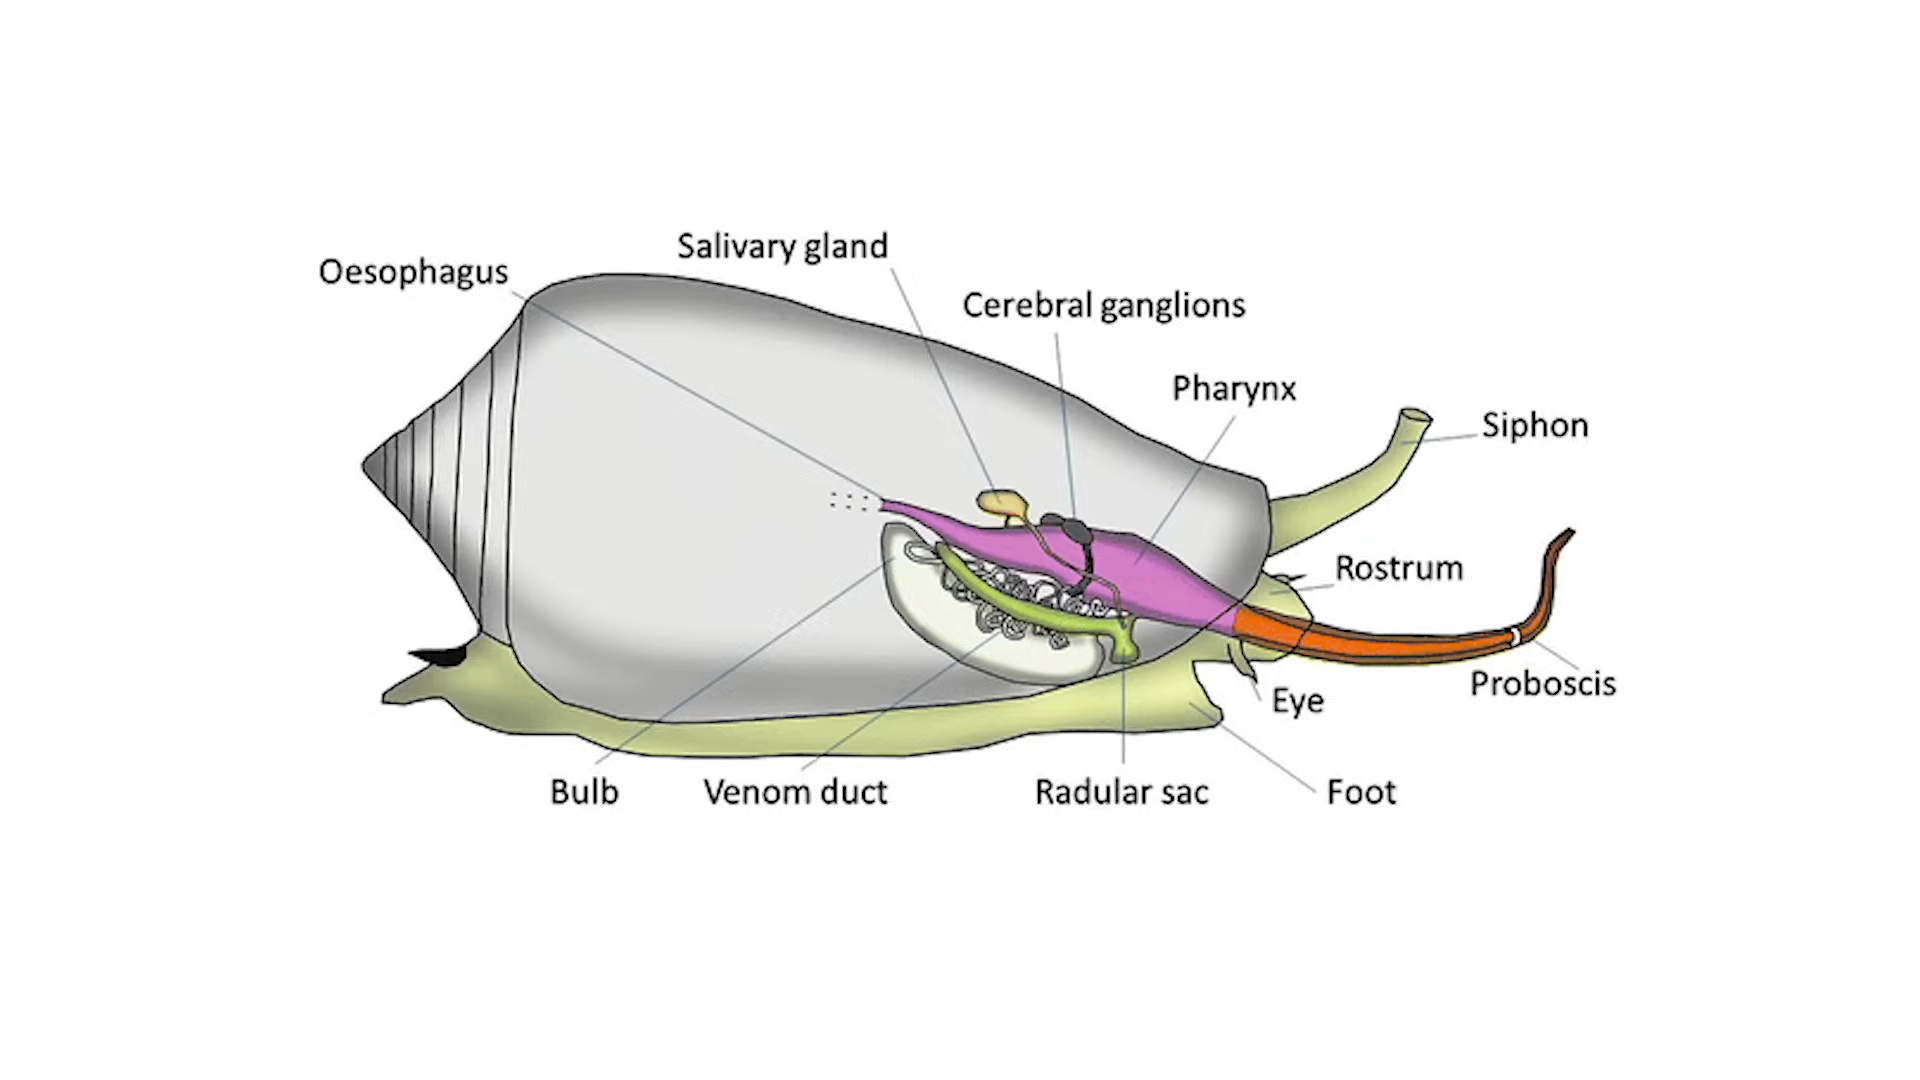 Salivary gland
Oesophagus
Cerebral ganglions
Pharynx
Siphon
Rostrum
Proboscis
Eye
Bulb
Venom duct
Radular sac
Foot